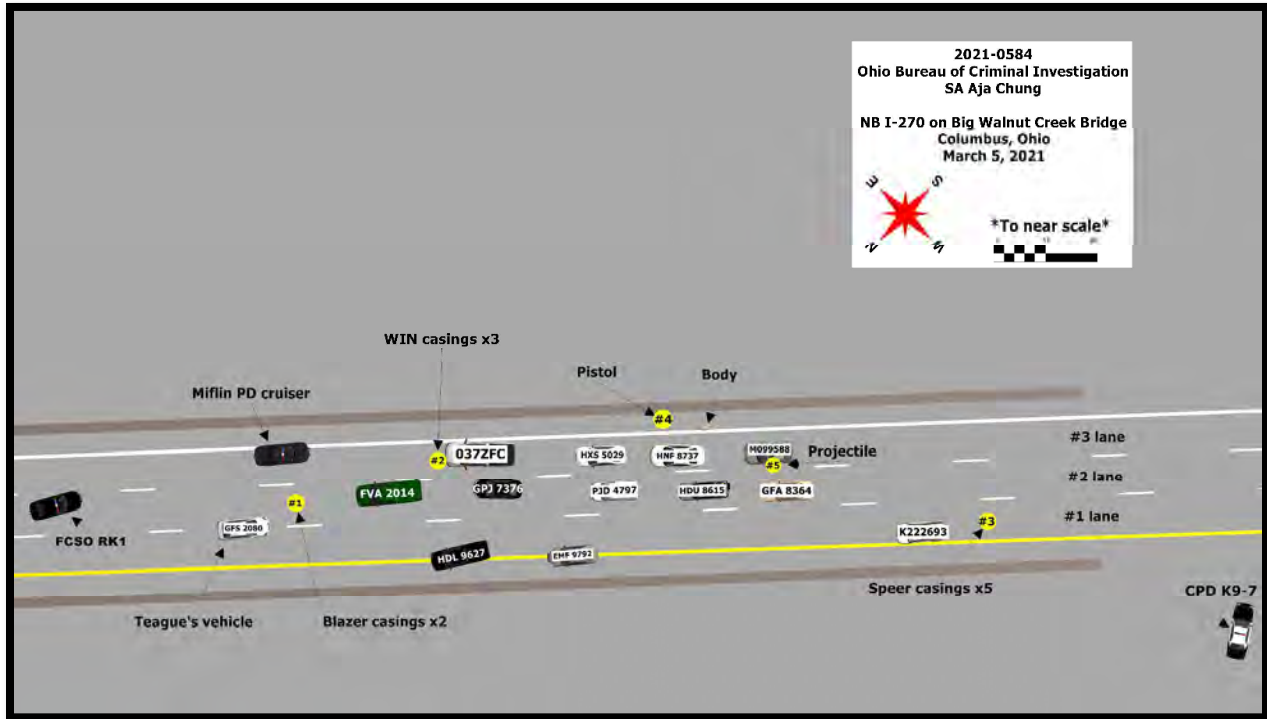 2021-0584
Ohio Bureau of Criminal Investigation
SA Aja Chung
NB I-270 on Big Walnut Creek Bridge
Columbus, Ohio
March 5, 2021
E
S
N
W
*To near scale*
WIN casings x3
Pistol
Body
Miflin PD cruiser
#4
#3 lane
037ZFC
HXS 5029
HNF 8737
M099588
Projectile
#2
#5
#2 lane
FVA 2014
GPJ 7376
PJD 4797
HDU 8615
GFA 8364
#1
#1 lane
GFS 2080
K222693
#3
FCSO RK1
HDL 9627
EHF 9792
Speer casings x5
CPD K9-7
Teague's vehicle
Blazer casings x2